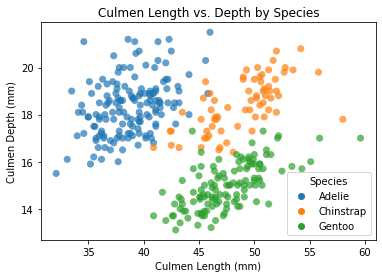 Culmen Length vs. Depth by Species
Culmen Depth (mm)
20
18
16
14
35
40
45
50
55
60
Culmen Length (mm)
Species
Adelie
Chinstrap
Gentoo